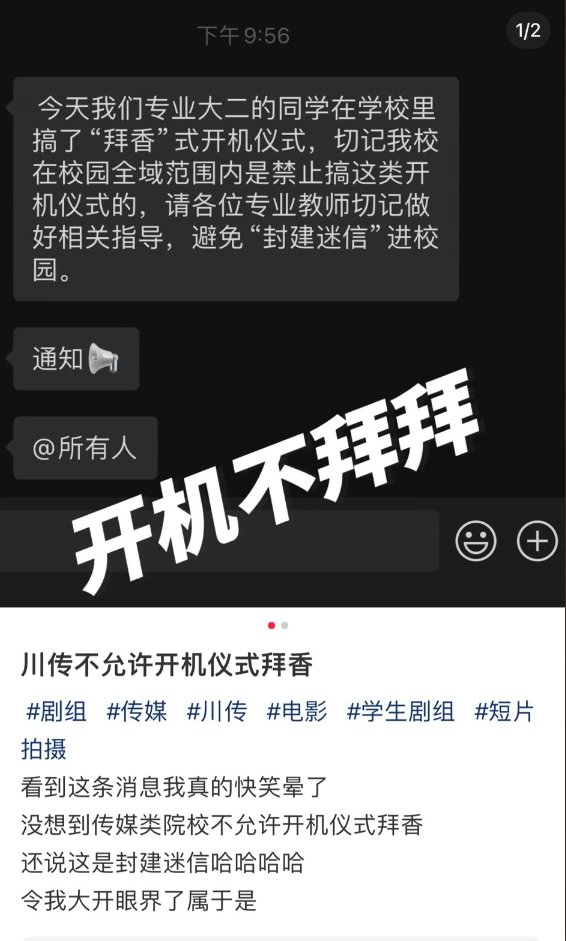 下午9:56
1/2
今天我们专业大二的同学在学校里
搞了“拜香”式开机仪式，切记我校
在校园全域范围内是禁止搞这类开
机仪式的，请各位专业教师切记做
好相关指导，避免“封建迷信”进校
园。
通知📢
@所有人
开机不拜拜
川传不允许开机仪式拜香
#剧组 #传媒 #川传 #电影 #学生剧组 #短片
拍摄
看到这条消息我真的快笑晕了
没想到传媒类院校不允许开机仪式拜香
还说这是封建迷信哈哈哈哈
令我大开眼界了属于是